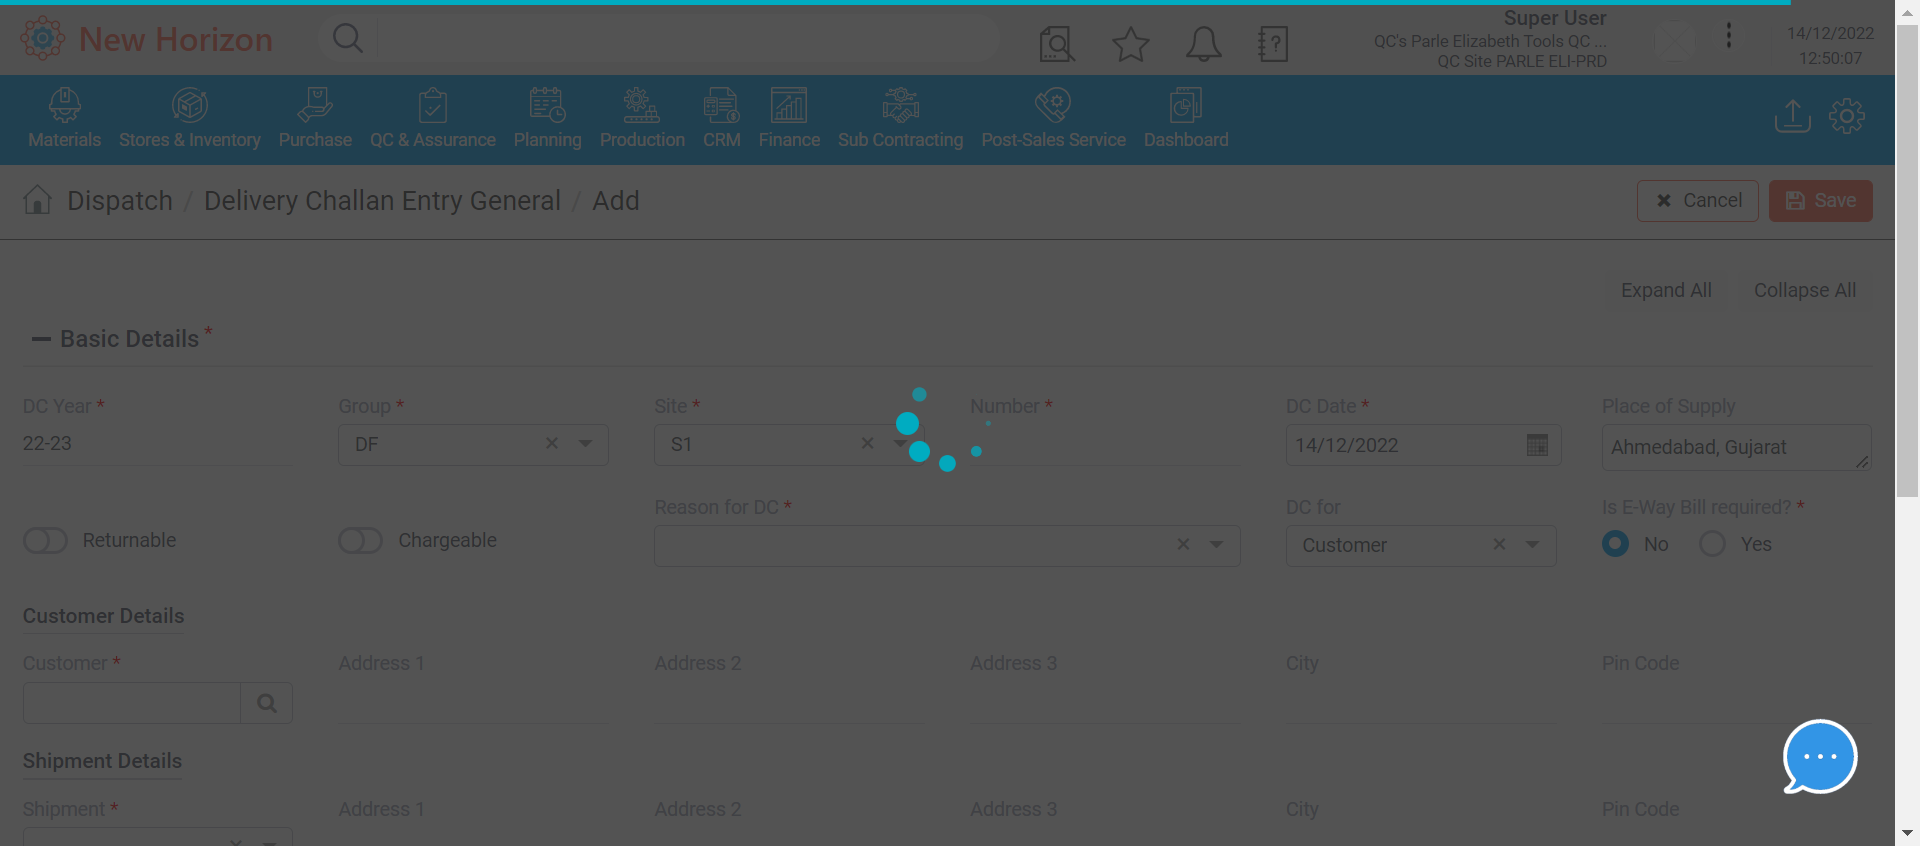 New Horizon
Super User
QC's Parle Elizabeth Tools QC ...
QC Site PARLE ELI-PRD
14/12/2022
12:50:07
Materials
Stores & Inventory
Purchase
QC & Assurance
Planning
Production
CRM
Finance
Sub Contracting
Post-Sales Service
Dashboard
Dispatch / Delivery Challan Entry General / Add
Cancel
Save
Expand All
Collapse All
Basic Details *
DC Year *
Group *
Site *
Number *
DC Date *
Place of Supply
22-23
DF
S1
14/12/2022
Ahmedabad, Gujarat
Returnable
Chargeable
Reason for DC *
DC for
Customer
Is E-Way Bill required? *
No
Yes
Customer Details
Customer *
Address 1
Address 2
Address 3
City
Pin Code
Shipment Details
Shipment *
Address 1
Address 2
Address 3
City
Pin Code